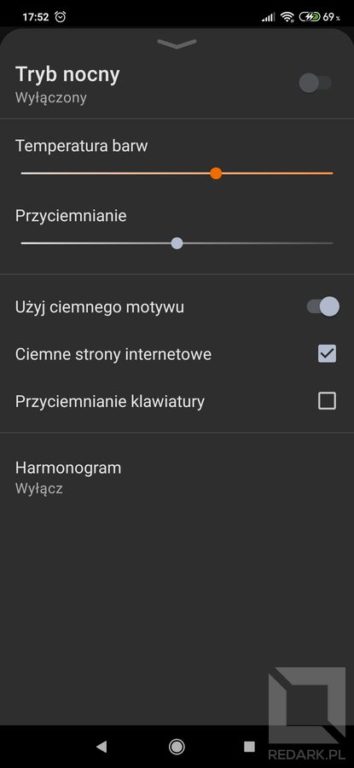 17:52
69%
Tryb nocny
Wyłączony
Temperatura barw
Przyciemnianie
Użyj ciemnego motywu
Ciemne strony internetowe
Przyciemnianie klawiatury
Harmonogram
Wyłącz
REDARK.PL